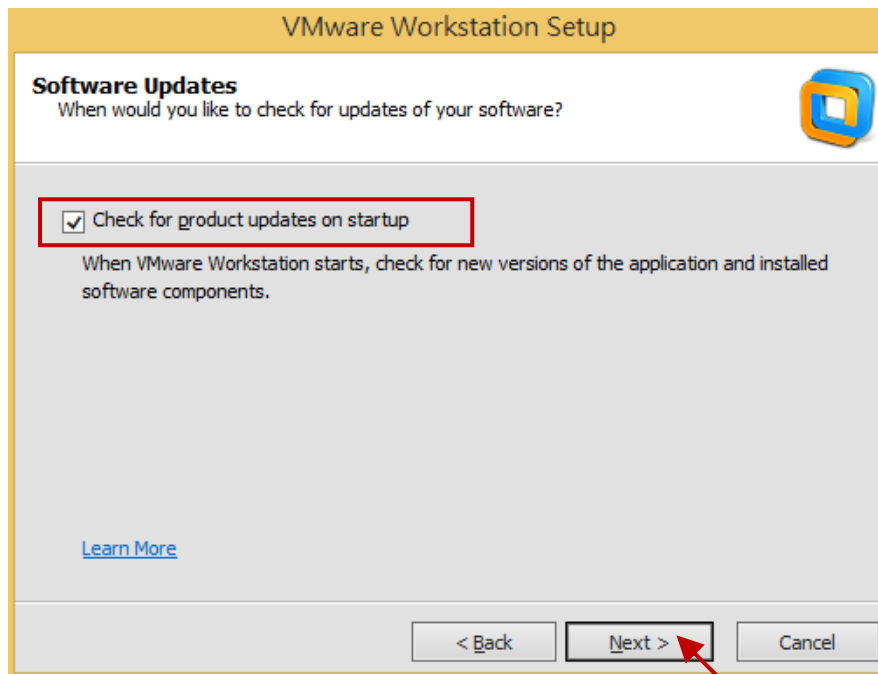 VMware Workstation Setup
Software Updates
When would you like to check for updates of your software?
Check for product updates on startup
When VMware Workstation starts, check for new versions of the application and installed
software components.
Learn More
< Back Next > Cancel